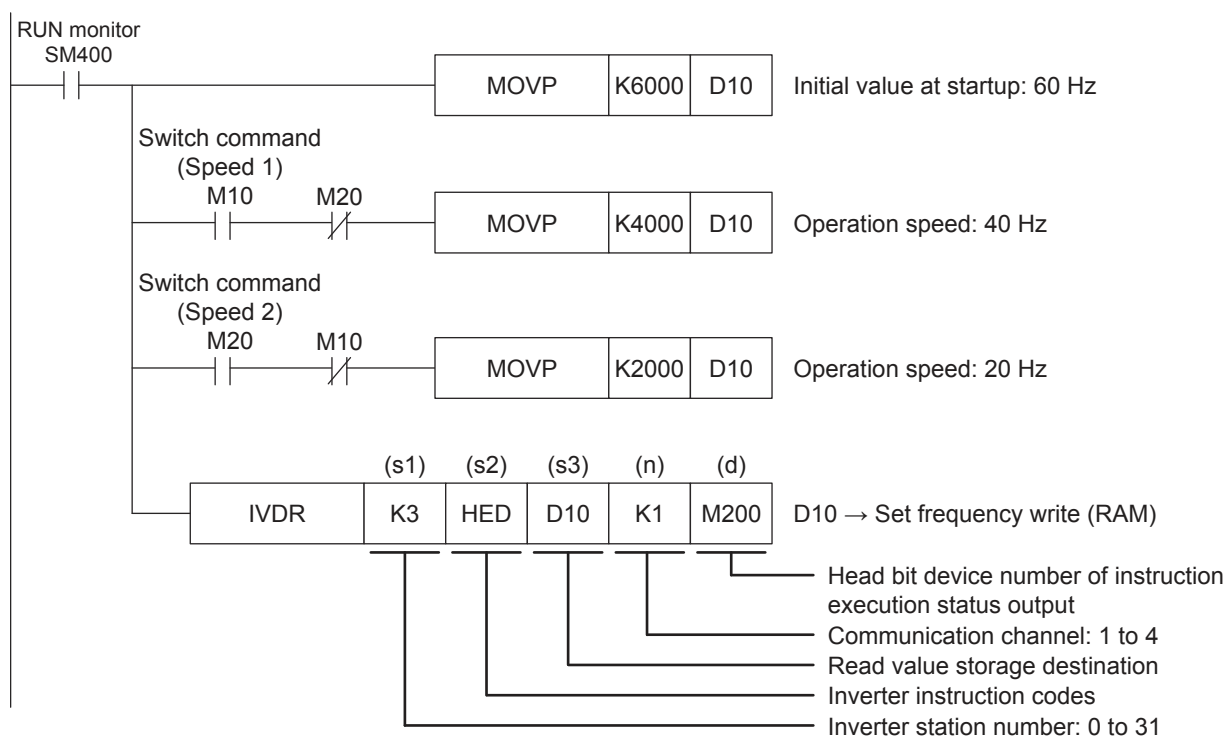 RUN monitor
SM400
MOVP K6000 D10 Initial value at startup: 60 Hz
Switch command
(Speed 1)
M10 M20
MOVP K4000 D10 Operation speed: 40 Hz
Switch command
(Speed 2)
M20 M10
MOVP K2000 D10 Operation speed: 20 Hz
(s1) (s2) (s3) (n) (d)
IVDR K3 HED D10 K1 M200 D10 → Set frequency write (RAM)
Head bit device number of instruction
execution status output
Communication channel: 1 to 4
Read value storage destination
Inverter instruction codes
Inverter station number: 0 to 31